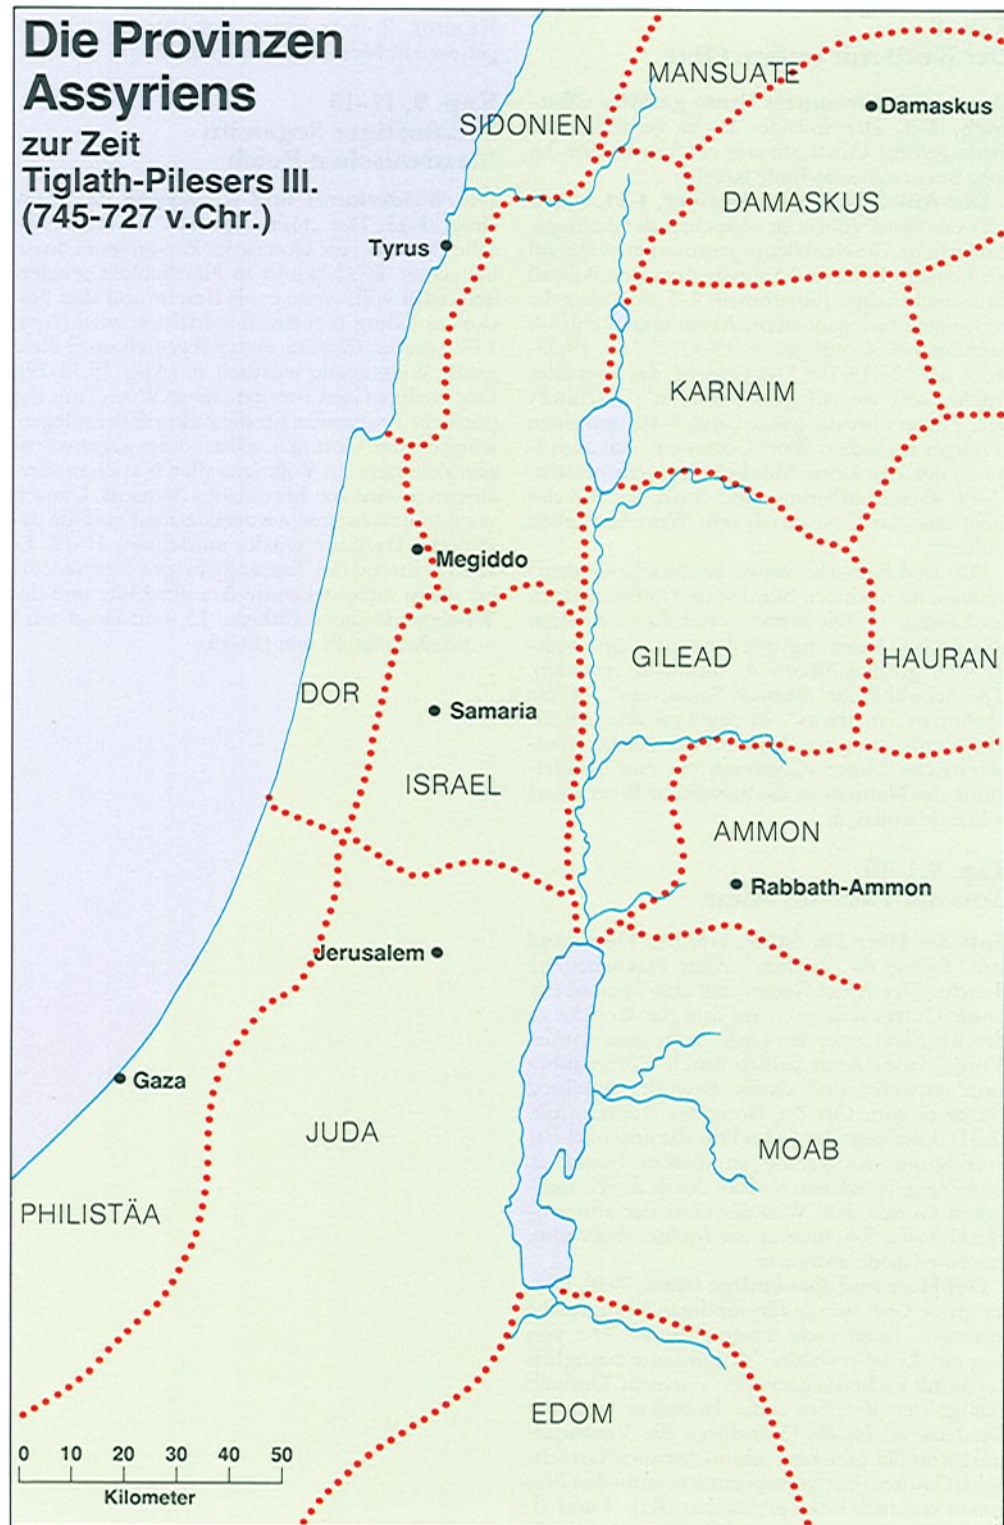 Die Provinzen
Assyriens
zur Zeit
Tiglath-Pilesers III.
(745-727 v.Chr.)
MANSUATE
Damaskus
SIDONIEN
DAMASKUS
Tyrus
KARNAIM
Megiddo
GILEAD
HAURAN
DOR
Samaria
ISRAEL
AMMON
Rabbath-Ammon
Jerusalem
Gaza
JUDA
MOAB
PHILISTÄA
EDOM
0 10 20 30 40 50
Kilometer